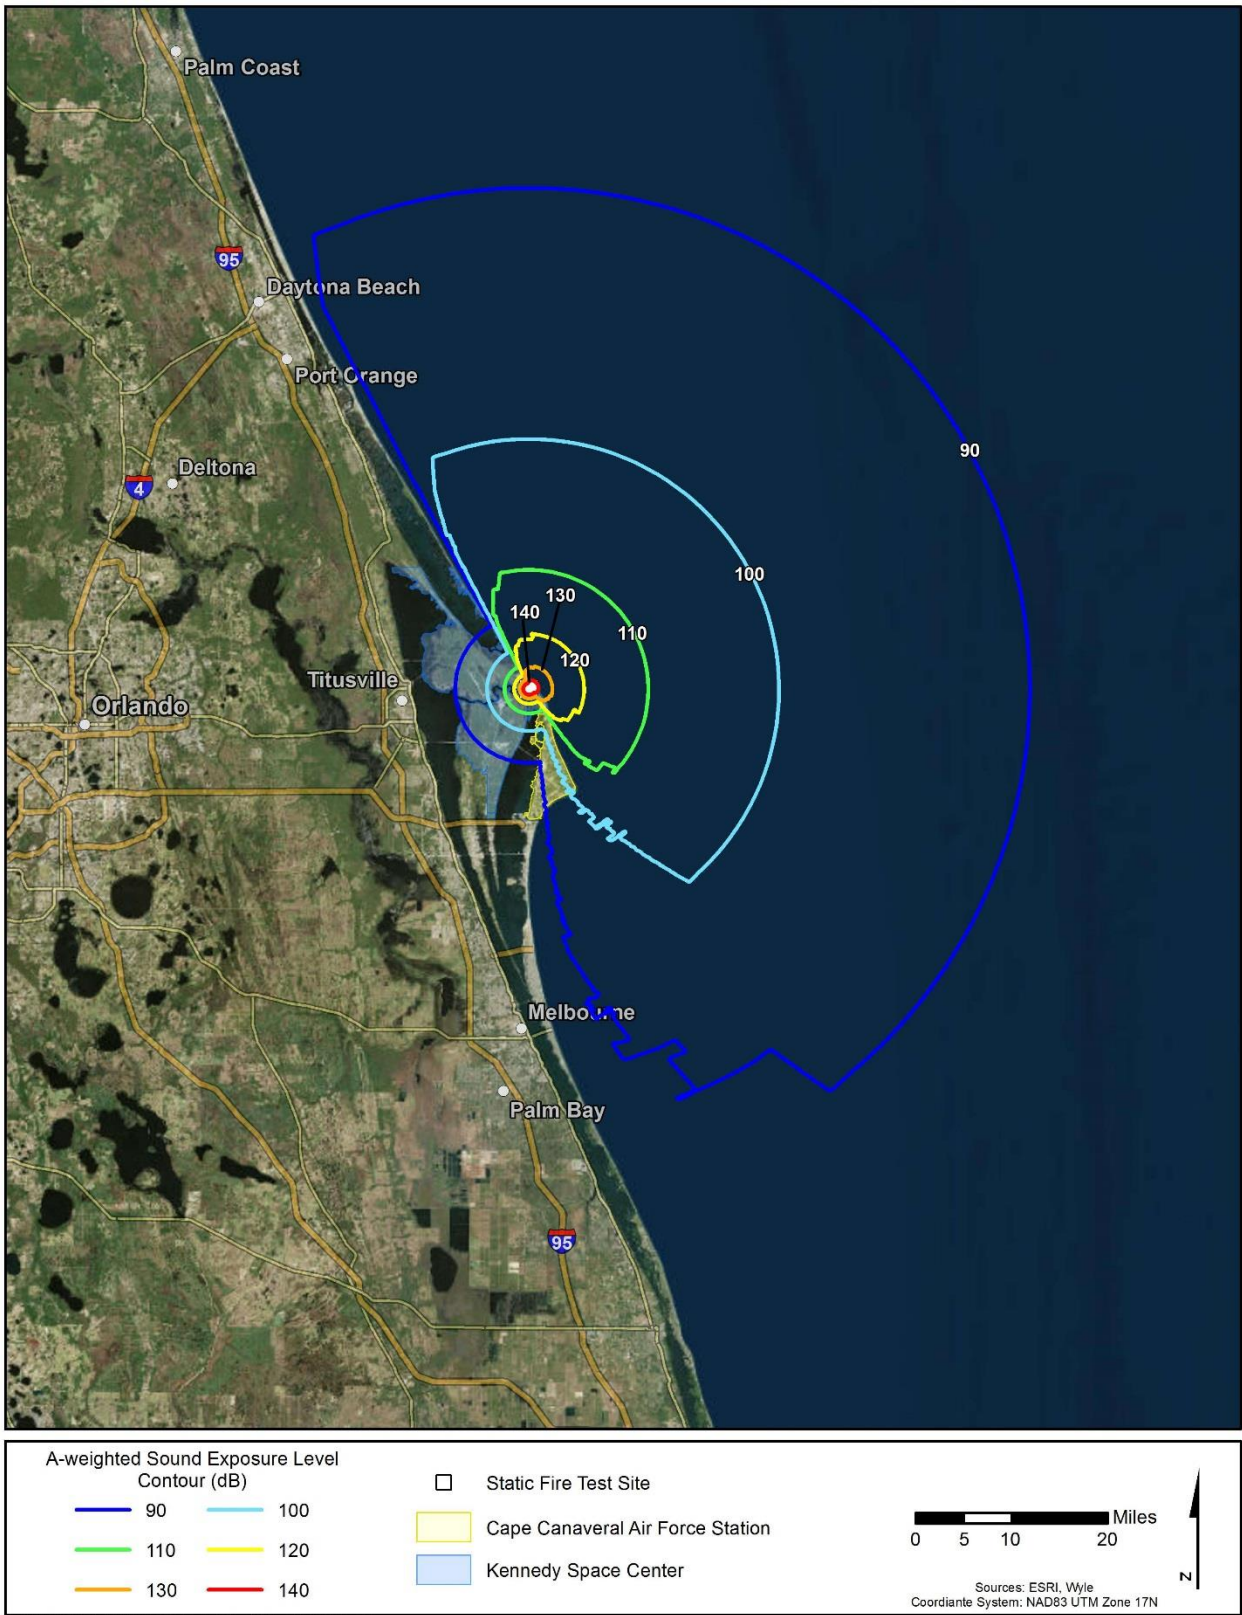 Palm Coast
95
Daytona Beach
Port Orange
90
Deltona
4
100
130
140
110
120
Titusville
Orlando
Melbourne
Palm Bay
95
A-weighted Sound Exposure Level
Contour (dB)
90
100
110
120
130
140
Static Fire Test Site
Cape Canaveral Air Force Station
Kennedy Space Center
Miles
0 5 10 20
N
Sources: ESRI, Wyle
Coordiante System: NAD83 UTM Zone 17N